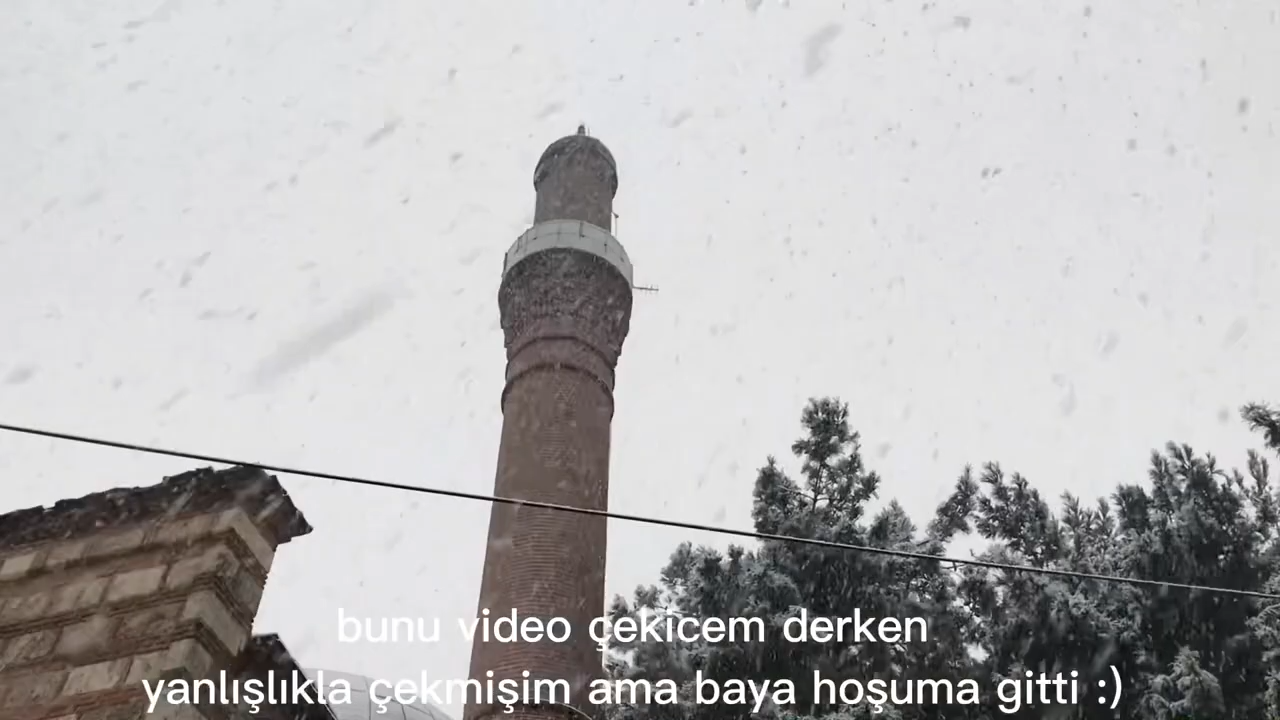 bunu video çekicem derken
yanlışlıkla çekmişim ama baya hoşuma gitti :)